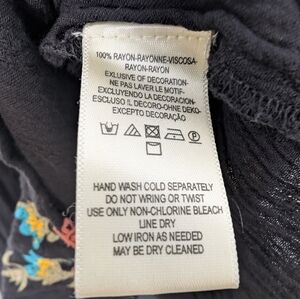 100% RAYON-RAYONNE-VISCOSA-
RAYON-RAYON
EXLUSIVE OF DECORATION-
NE PAS LAVER LE MOTIF-
EXCLUYENDO LA DECORACION-
ESCLUSO IL DECORO-OHNE DEKO-
EXCEPTO DECORAÇÃO
HAND WASH COLD SEPARATELY
DO NOT WRING OR TWIST
USE ONLY NON-CHLORINE BLEACH
LINE DRY
LOW IRON AS NEEDED
MAY BE DRY CLEANED